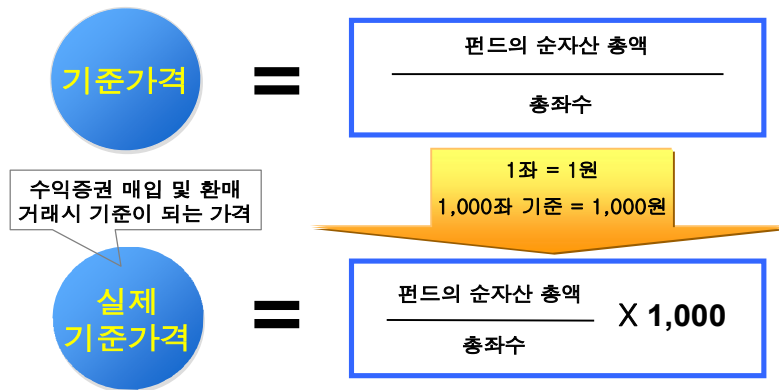 기준가격
=
펀드의 순자산 총액
총좌수
1좌 = 1원
1,000좌 기준 = 1,000원
수익증권 매입 및 환매
거래시 기준이 되는 가격
실제
기준가격
=
펀드의 순자산 총액
총좌수
X 1,000